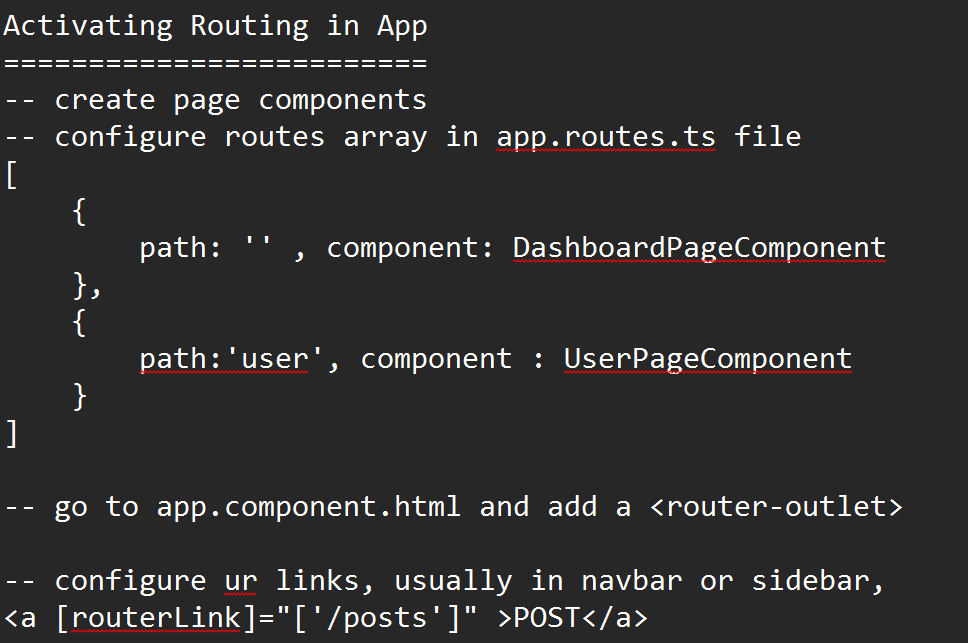 Activating Routing in App
=========================
-- create page components
-- configure routes array in app.routes.ts file
[
    {
        path: '' , component: DashboardPageComponent
    },
    {
        path:'user', component : UserPageComponent
    }
]

-- go to app.component.html and add a <router-outlet>

-- configure ur links, usually in navbar or sidebar,
<a [routerLink]="['/posts']" >POST</a>